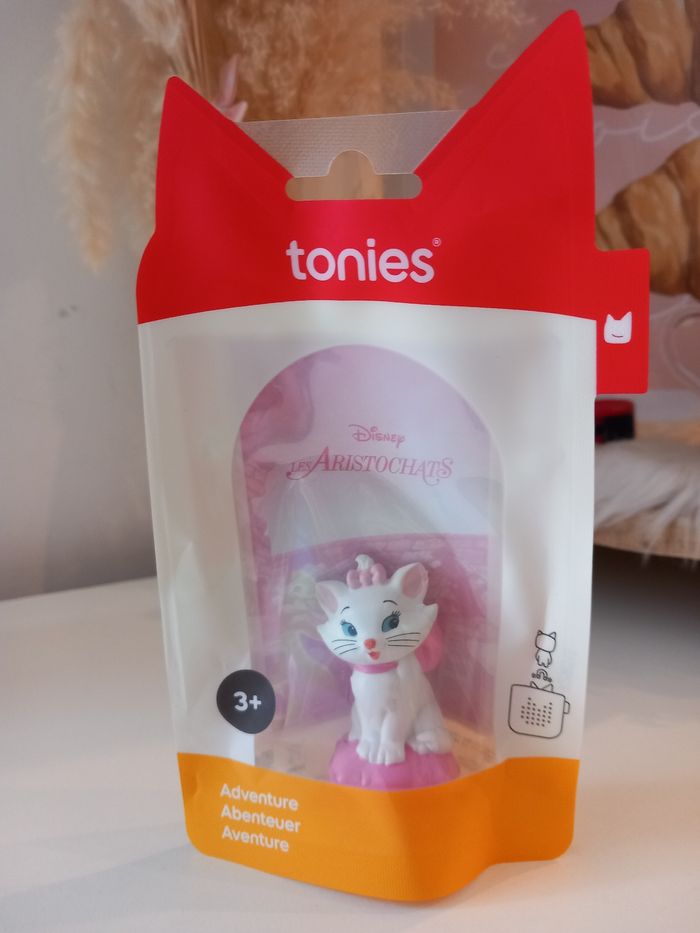 tonies®
Disney
LES ARISTOCHATS
3+
Adventure
Abenteuer
Aventure